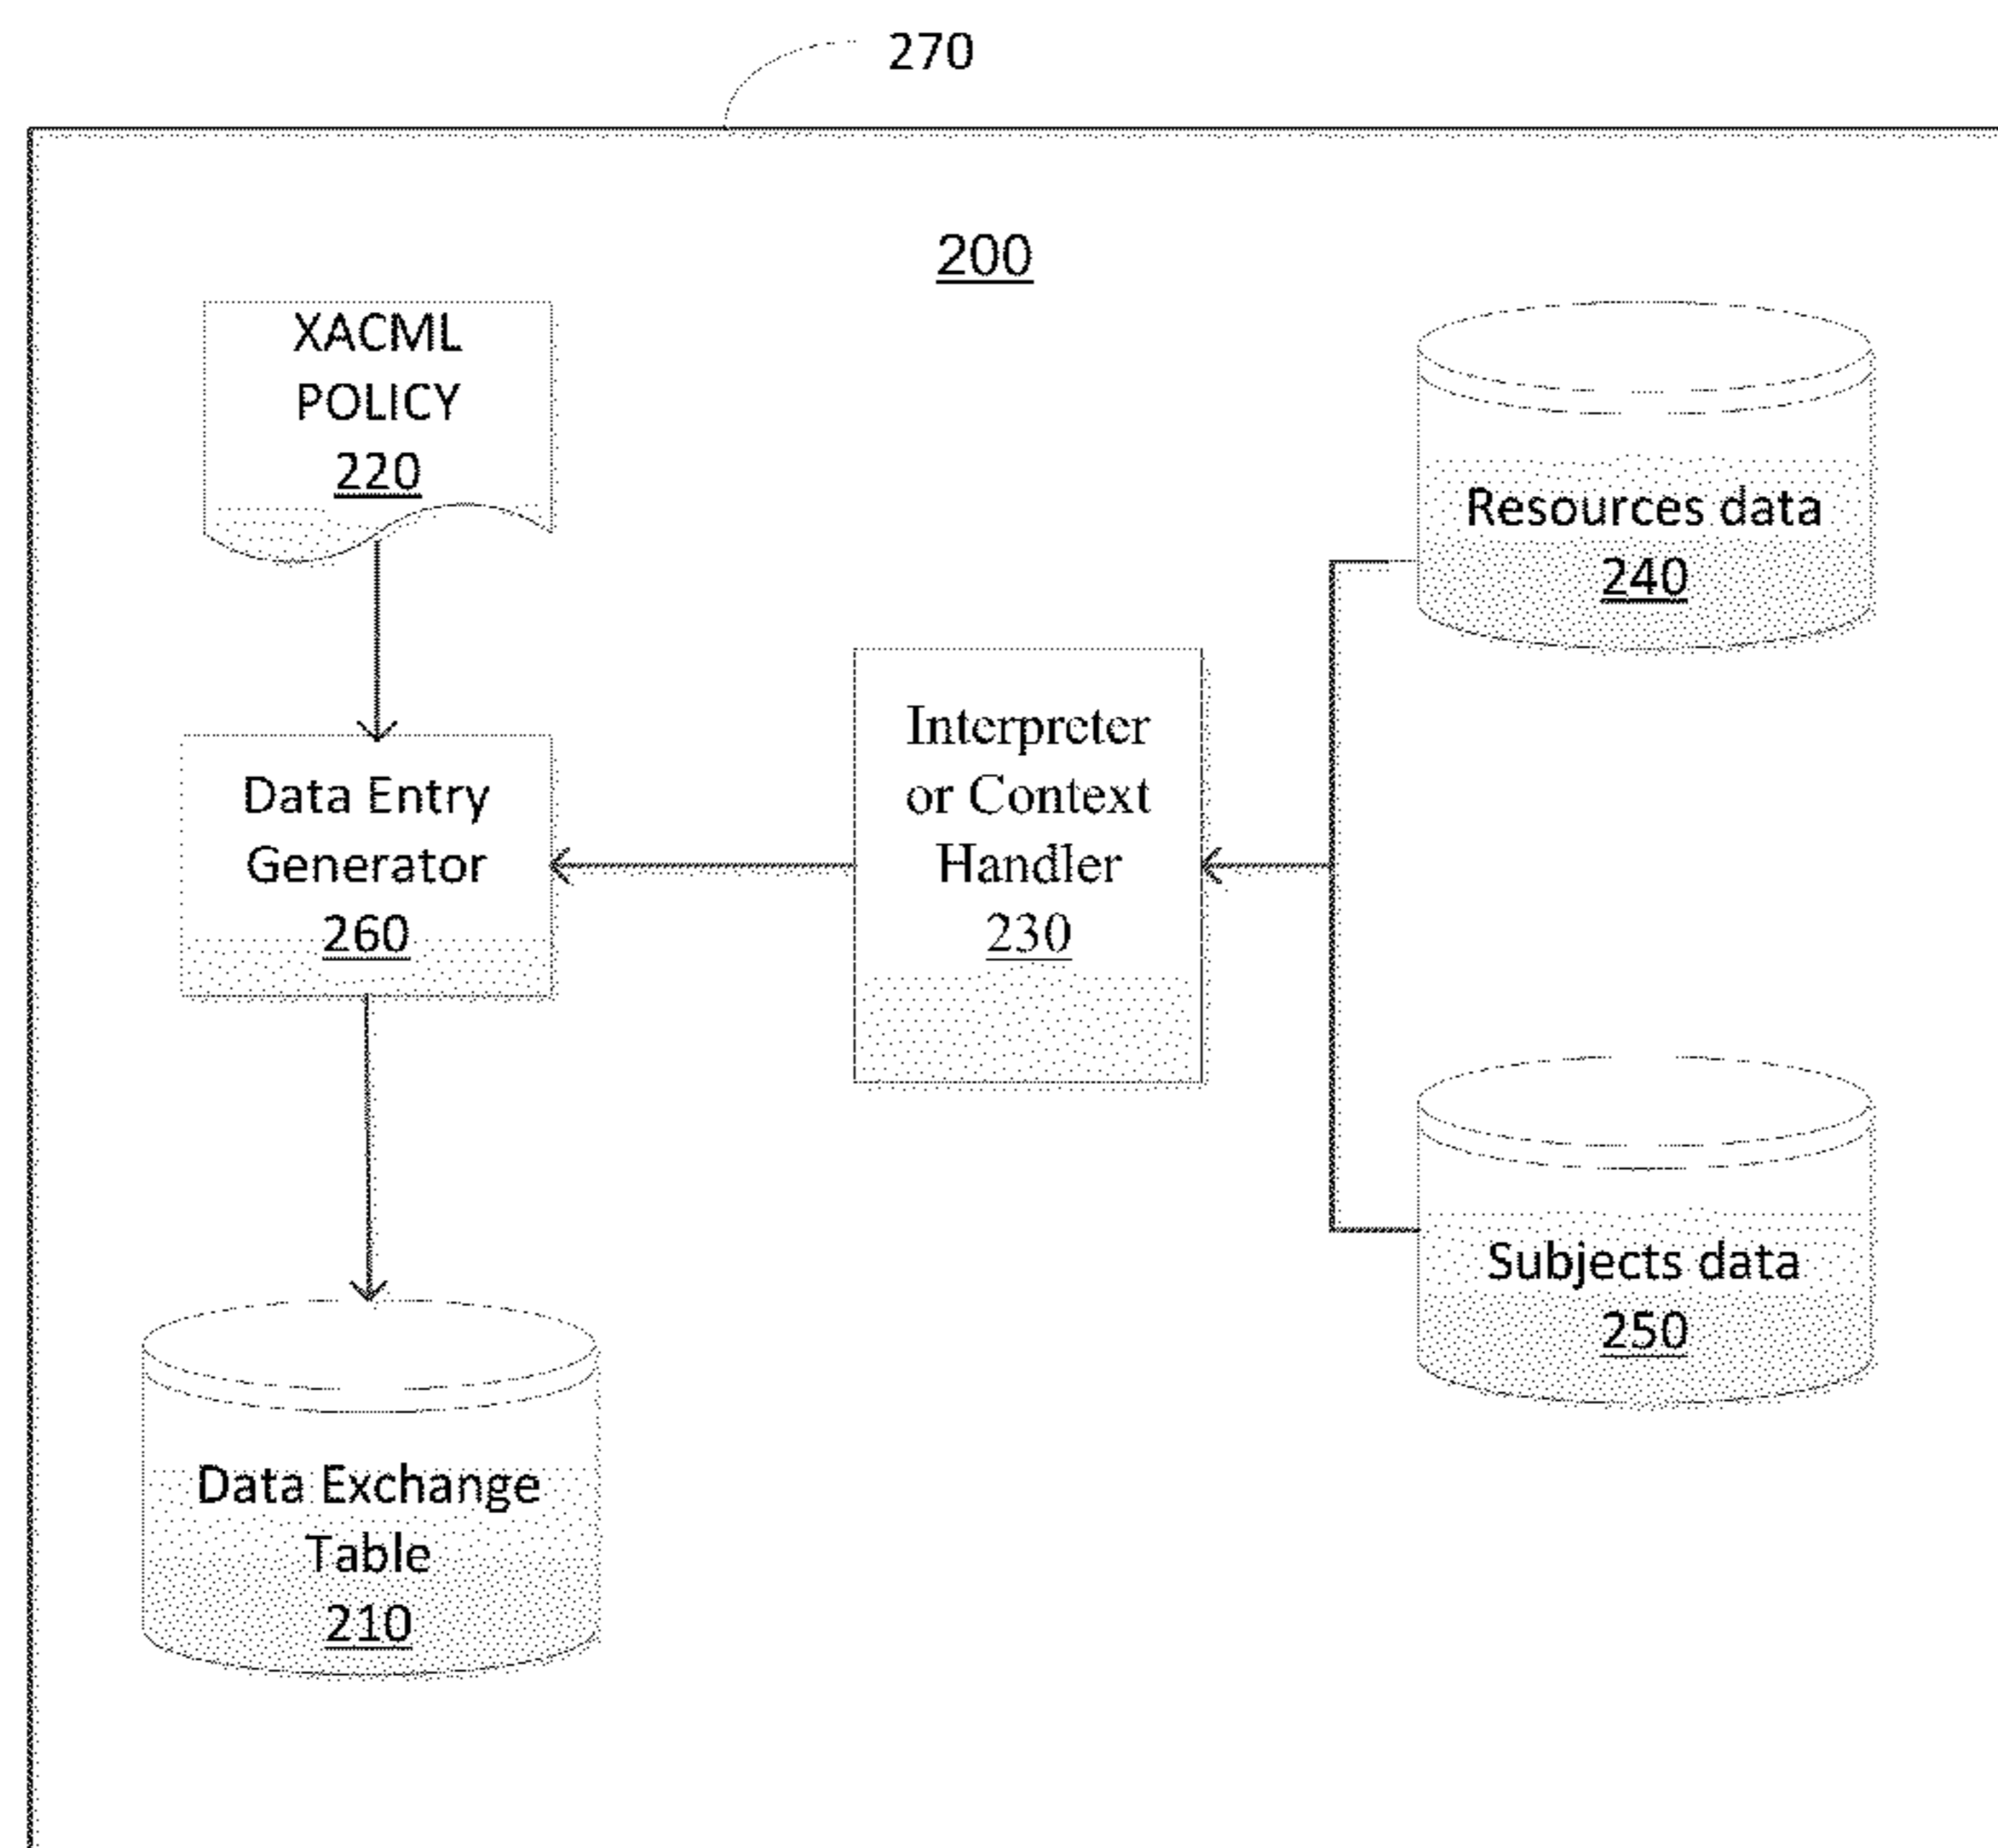 270
200
XACML
POLICY
220
Resources data
240
Interpreter
or Context
Handler
230
Data Entry
Generator
260
Subjects data
250
Data Exchange
Table
210